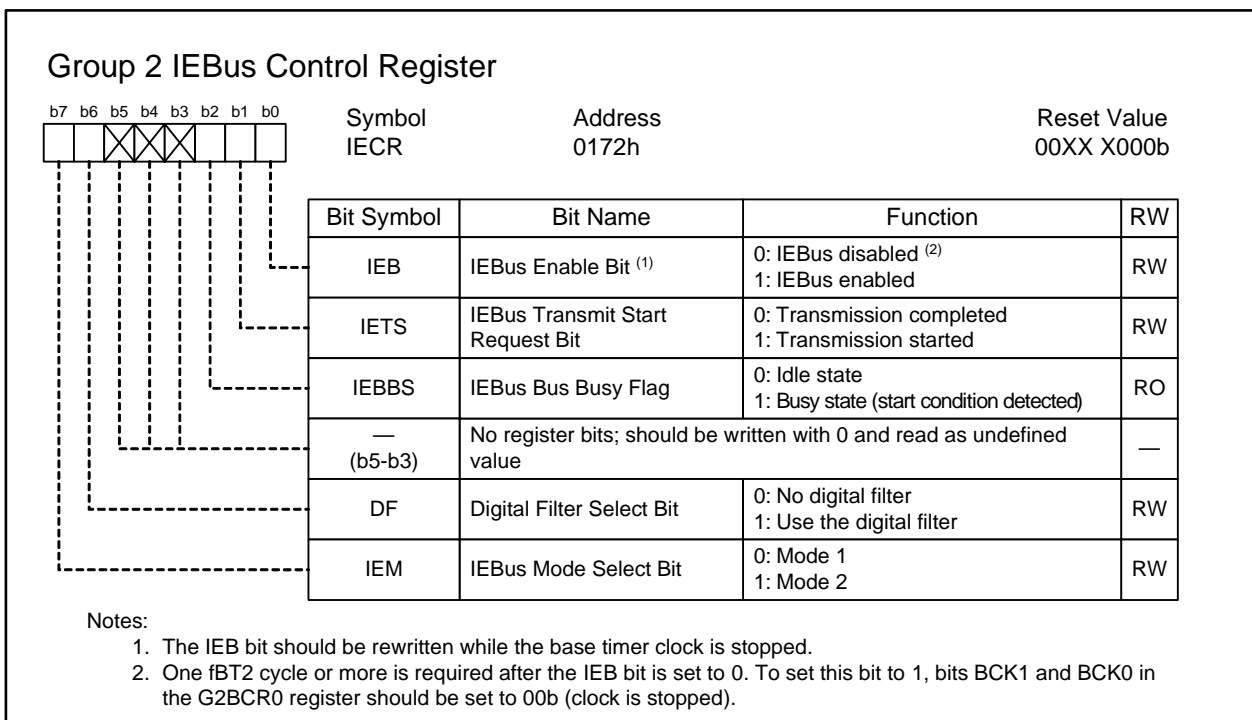 Group 2 IEBus Control Register
b7 b6 b5 b4 b3 b2 b1 b0
Symbol Address Reset Value
IECR 0172h 00XX X000b
Bit Symbol Bit Name Function RW
IEB IEBus Enable Bit (1) 0: IEBus disabled (2) RW
1: IEBus enabled
IETS IEBus Transmit Start Request Bit 0: Transmission completed RW
1: Transmission started
IEBBS IEBus Bus Busy Flag 0: Idle state RO
1: Busy state (start condition detected)
— No register bits; should be written with 0 and read as undefined —
(b5-b3) value
DF Digital Filter Select Bit 0: No digital filter RW
1: Use the digital filter
IEM IEBus Mode Select Bit 0: Mode 1 RW
1: Mode 2
Notes:
1. The IEB bit should be rewritten while the base timer clock is stopped.
2. One fBT2 cycle or more is required after the IEB bit is set to 0. To set this bit to 1, bits BCK1 and BCK0 in
the G2BCR0 register should be set to 00b (clock is stopped).